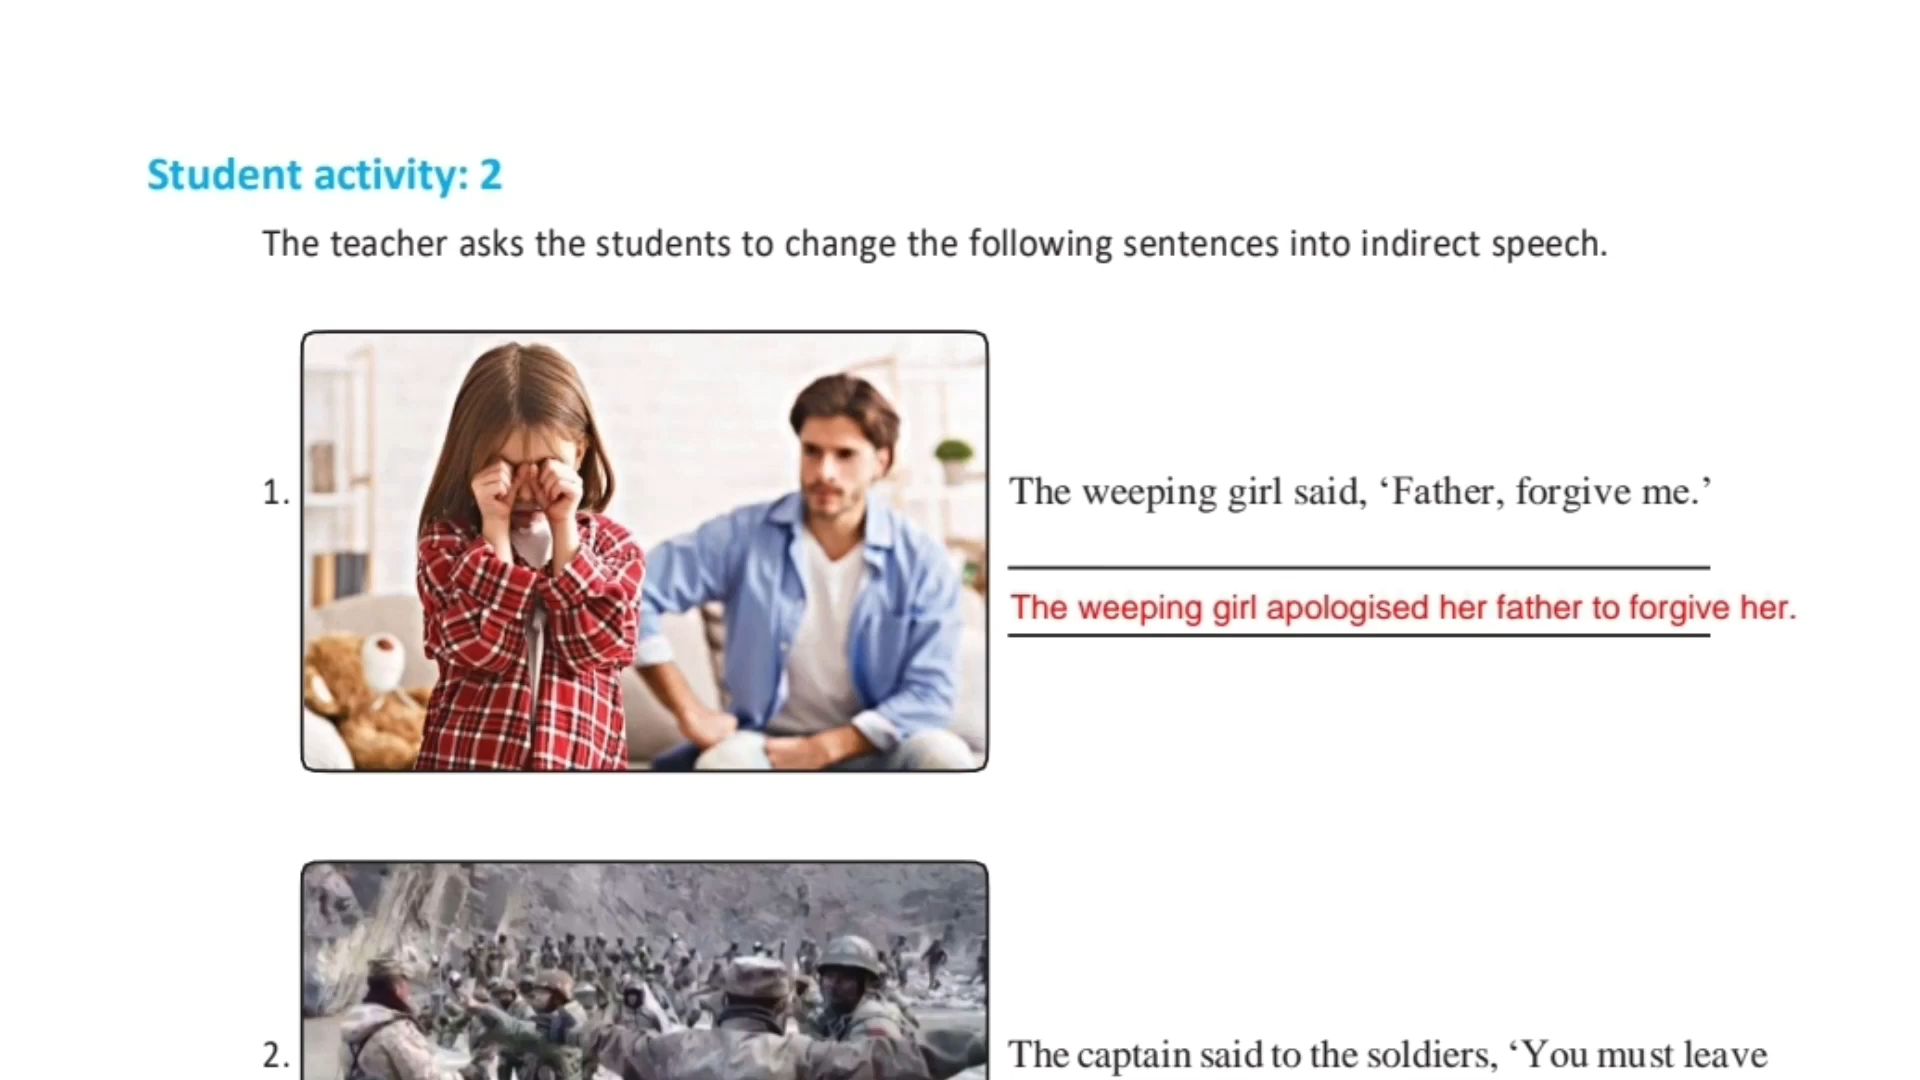 Student activity: 2
The teacher asks the students to change the following sentences into indirect speech.
1.
The weeping girl said, ‘Father, forgive me.’
The weeping girl apologised her father to forgive her.
2.
The captain said to the soldiers, ‘You must leave